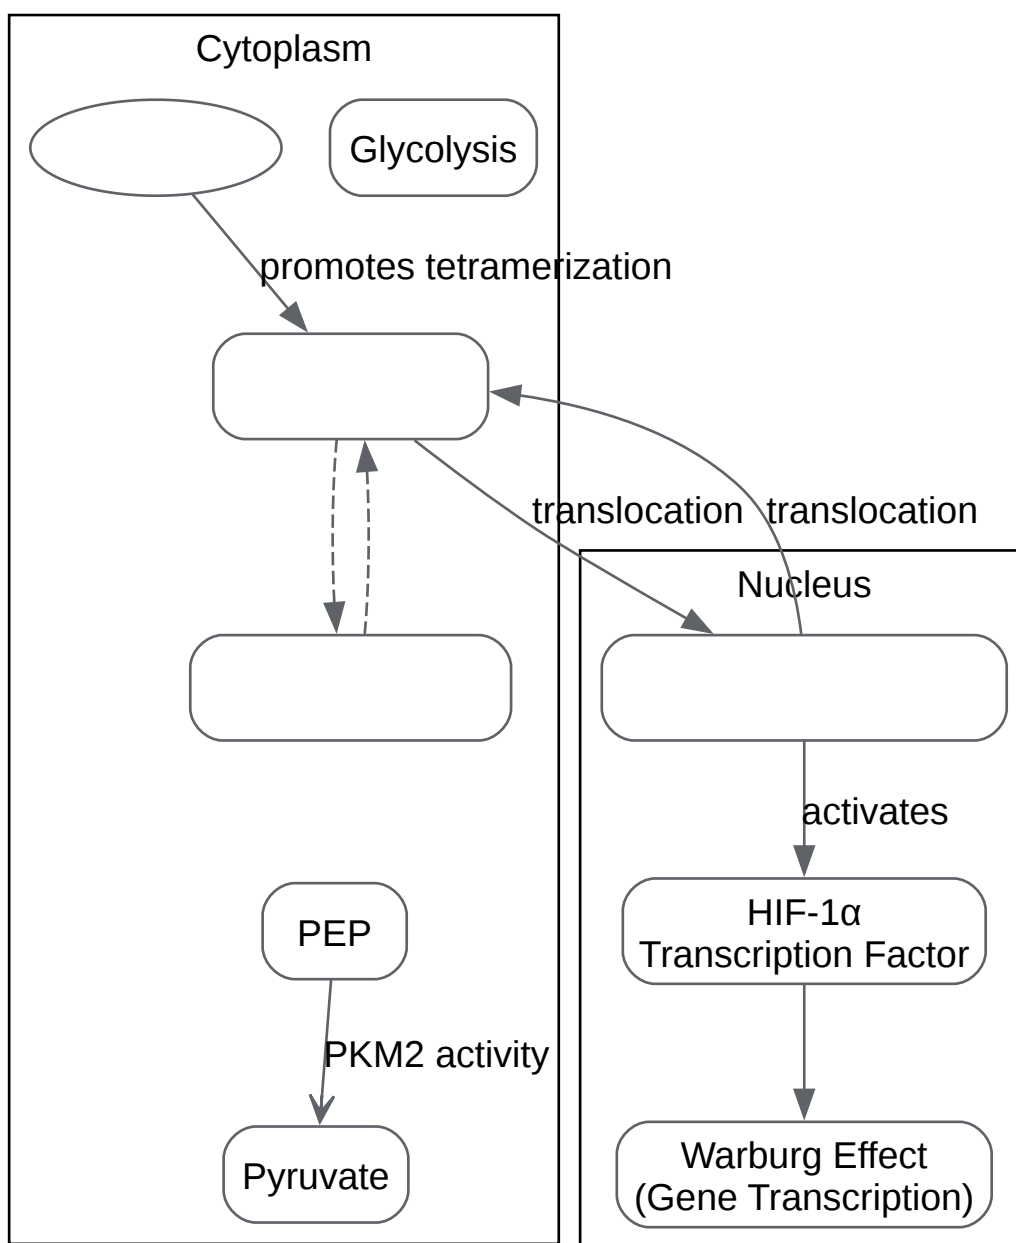 Cytoplasm
Glycolysis
promotes tetramerization
translocation
translocation
Nucleus
activates
HIF-1α
Transcription Factor
PEP
PKM2 activity
Pyruvate
Warburg Effect
(Gene Transcription)